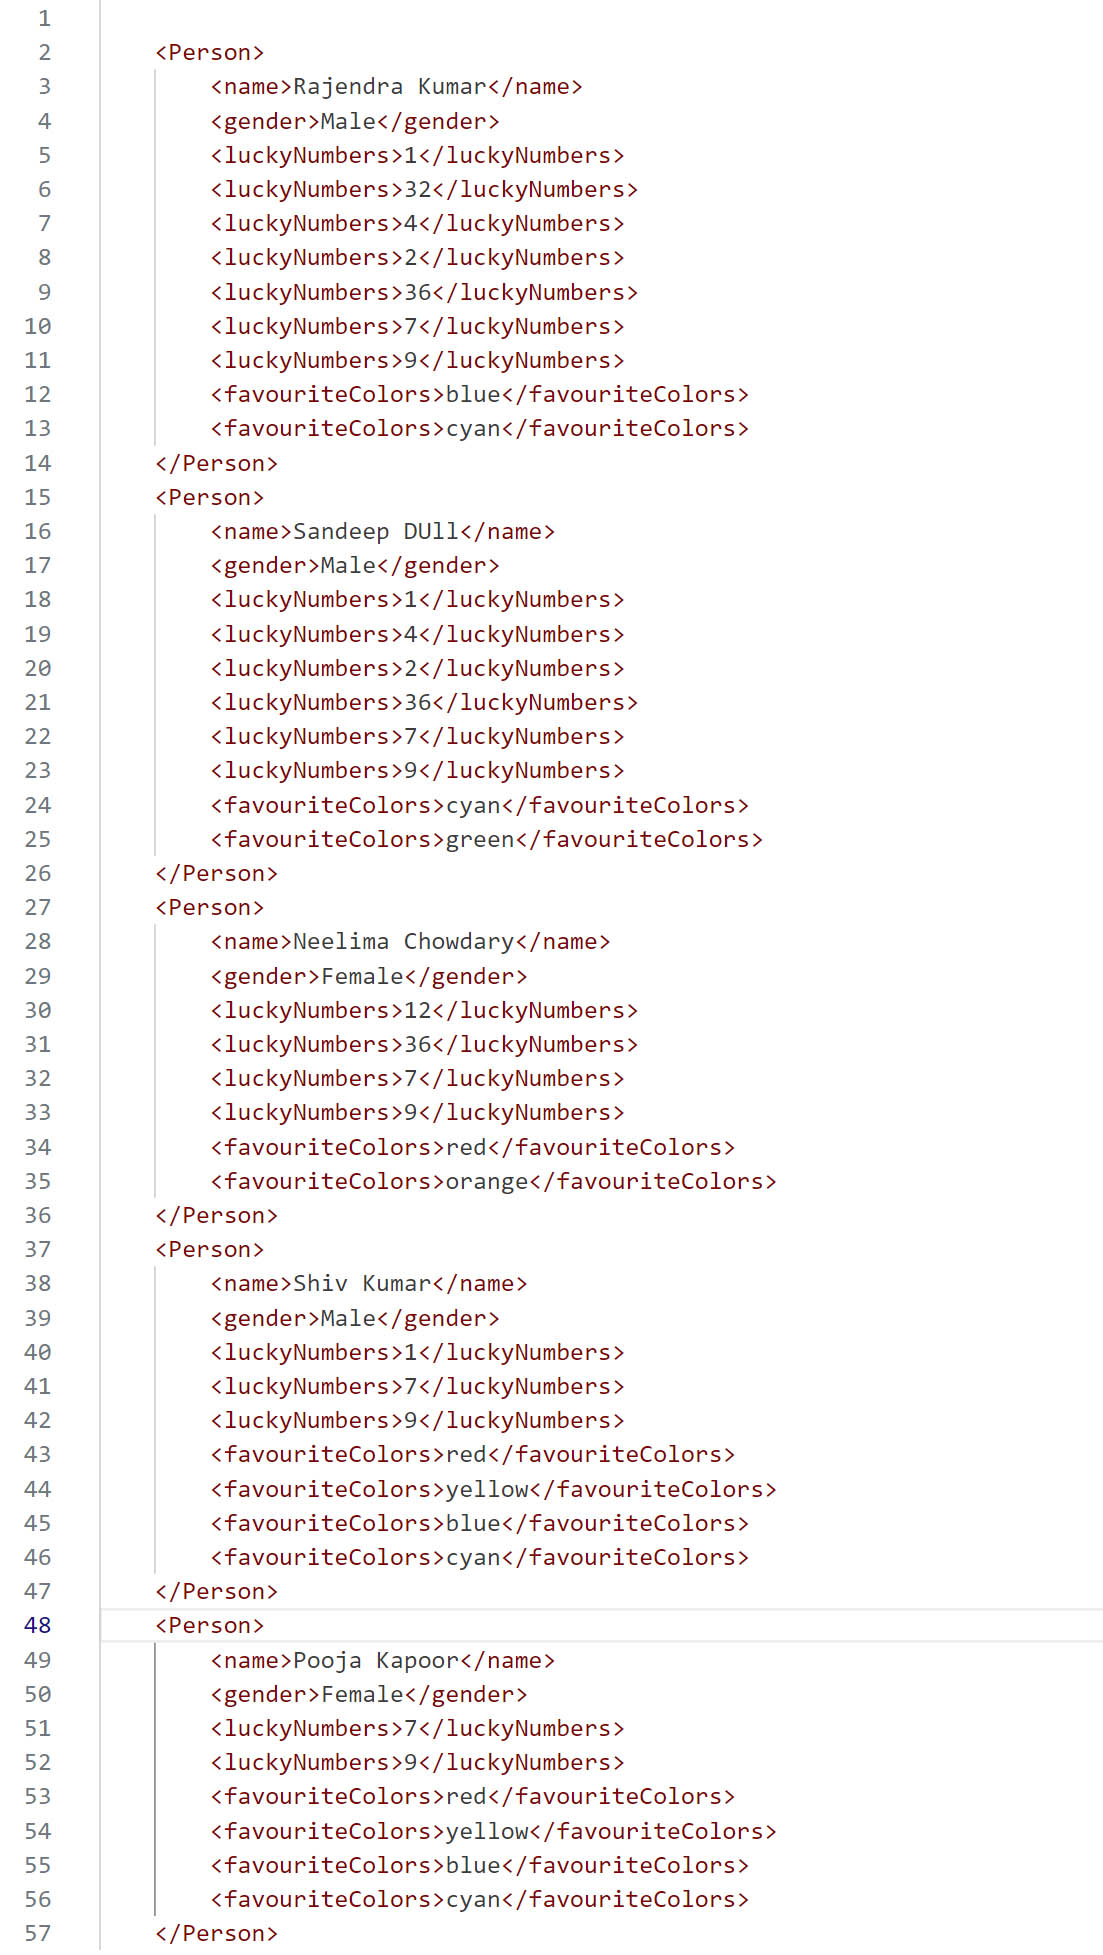 1
2 <Person>
3 <name>Rajendra Kumar</name>
4 <gender>Male</gender>
5 <luckyNumbers>1</luckyNumbers>
6 <luckyNumbers>32</luckyNumbers>
7 <luckyNumbers>4</luckyNumbers>
8 <luckyNumbers>2</luckyNumbers>
9 <luckyNumbers>36</luckyNumbers>
10 <luckyNumbers>7</luckyNumbers>
11 <luckyNumbers>9</luckyNumbers>
12 <favouriteColors>blue</favouriteColors>
13 <favouriteColors>cyan</favouriteColors>
14 </Person>
15 <Person>
16 <name>Sandeep DUll</name>
17 <gender>Male</gender>
18 <luckyNumbers>1</luckyNumbers>
19 <luckyNumbers>4</luckyNumbers>
20 <luckyNumbers>2</luckyNumbers>
21 <luckyNumbers>36</luckyNumbers>
22 <luckyNumbers>7</luckyNumbers>
23 <luckyNumbers>9</luckyNumbers>
24 <favouriteColors>cyan</favouriteColors>
25 <favouriteColors>green</favouriteColors>
26 </Person>
27 <Person>
28 <name>Neelima Chowdary</name>
29 <gender>Female</gender>
30 <luckyNumbers>12</luckyNumbers>
31 <luckyNumbers>36</luckyNumbers>
32 <luckyNumbers>7</luckyNumbers>
33 <luckyNumbers>9</luckyNumbers>
34 <favouriteColors>red</favouriteColors>
35 <favouriteColors>orange</favouriteColors>
36 </Person>
37 <Person>
38 <name>Shiv Kumar</name>
39 <gender>Male</gender>
40 <luckyNumbers>1</luckyNumbers>
41 <luckyNumbers>7</luckyNumbers>
42 <luckyNumbers>9</luckyNumbers>
43 <favouriteColors>red</favouriteColors>
44 <favouriteColors>yellow</favouriteColors>
45 <favouriteColors>blue</favouriteColors>
46 <favouriteColors>cyan</favouriteColors>
47 </Person>
48 <Person>
49 <name>Pooja Kapoor</name>
50 <gender>Female</gender>
51 <luckyNumbers>7</luckyNumbers>
52 <luckyNumbers>9</luckyNumbers>
53 <favouriteColors>red</favouriteColors>
54 <favouriteColors>yellow</favouriteColors>
55 <favouriteColors>blue</favouriteColors>
56 <favouriteColors>cyan</favouriteColors>
57 </Person>